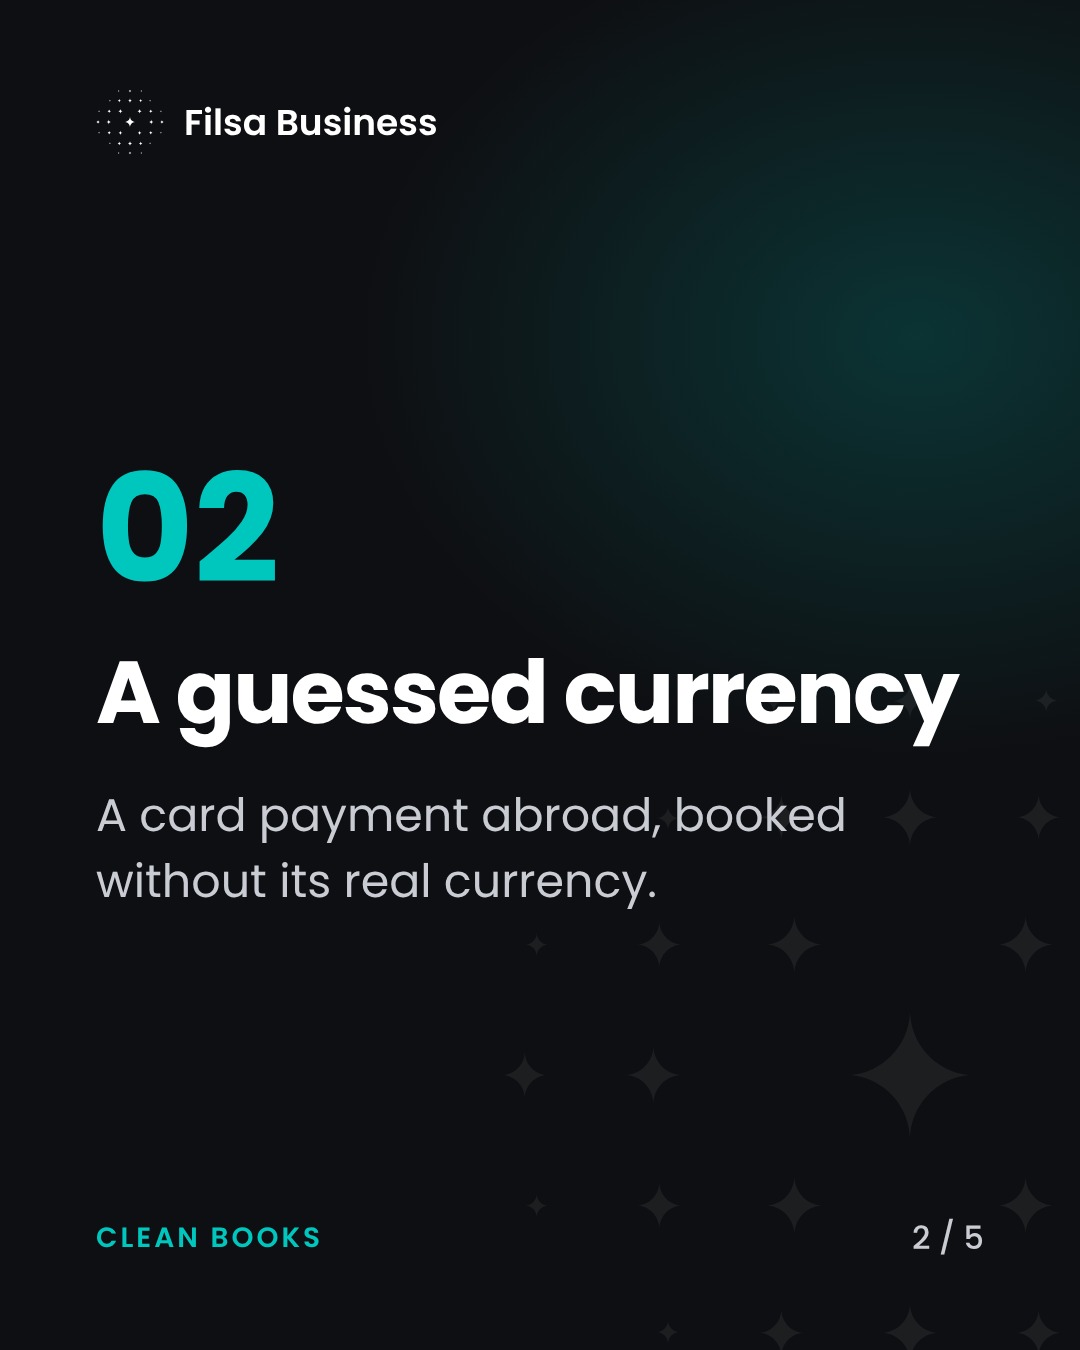 Filsa Business
02
A guessed currency
A card payment abroad, booked
without its real currency.
CLEAN BOOKS
2 / 5